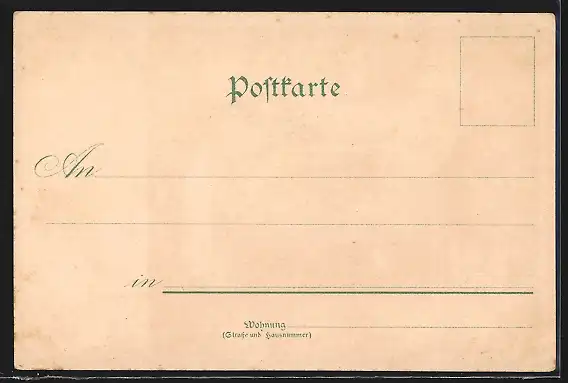 Poſtkarte
An
in
Wohnung
(Straße und Hausnummer)